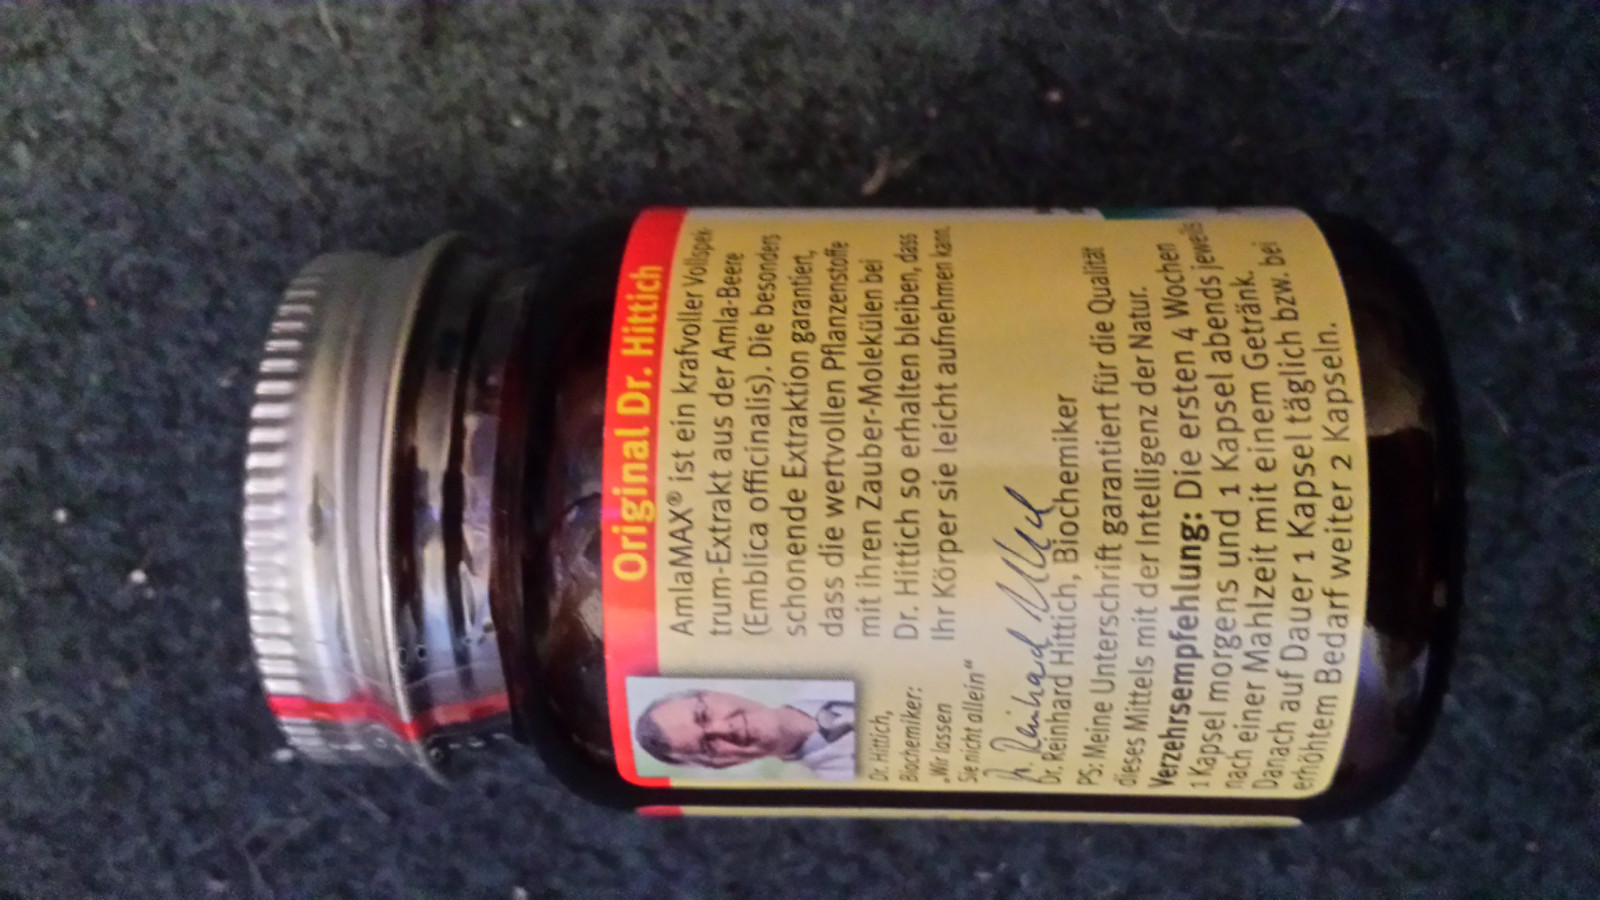 Original Dr. Hittich
AmlaMAX® ist ein krafvoller Vollspek-
trum-Extrakt aus der Amla-Beere
(Emblica officinalis). Die besonders
schonende Extraktion garantiert,
dass die wertvollen Pflanzenstoffe
mit ihren Zauber-Molekülen bei
Dr. Hittich so erhalten bleiben, dass
Ihr Körper sie leicht aufnehmen kann.
Dr. Hittich,
Biochemiker:
„Wir lassen
Sie nicht allein“
Dr. Reinhard Hittich
Dr. Reinhard Hittich, Biochemiker
PS: Meine Unterschrift garantiert für die Qualität
dieses Mittels mit der Intelligenz der Natur.
Verzehrsempfehlung: Die ersten 4 Wochen
1 Kapsel morgens und 1 Kapsel abends jeweils
nach einer Mahlzeit mit einem Getränk.
Danach auf Dauer 1 Kapsel täglich bzw. bei
erhöhtem Bedarf weiter 2 Kapseln.